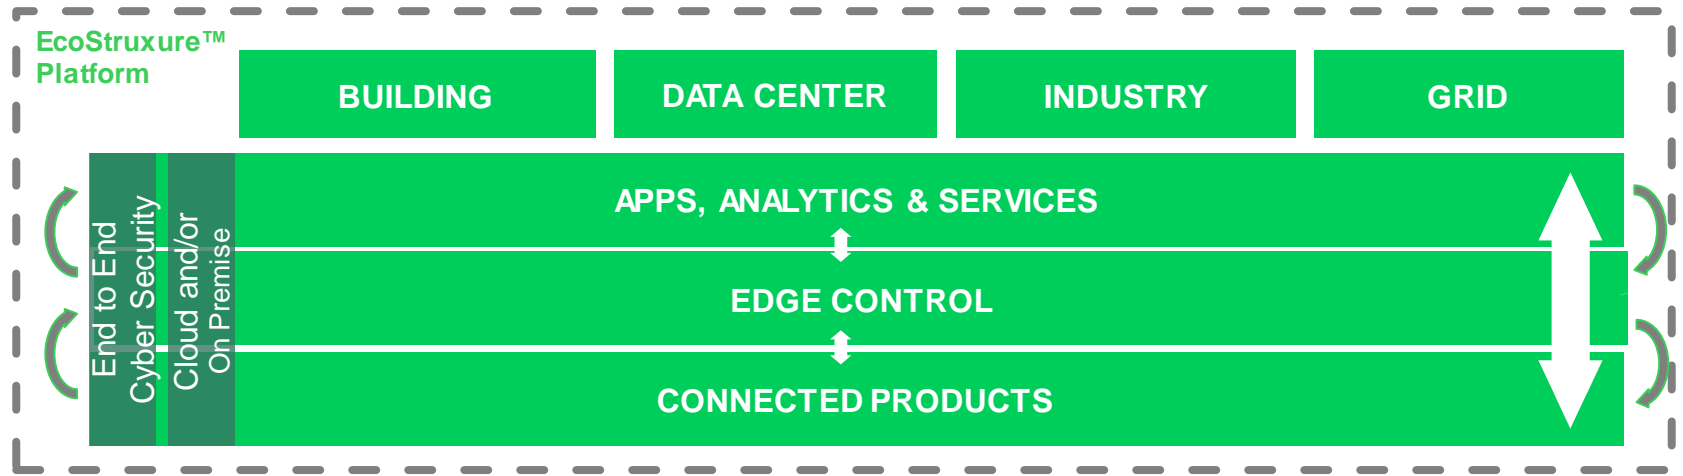 EcoStruxure™
Platform
BUILDING
DATA CENTER
INDUSTRY
GRID
End to End
Cyber Security
Cloud and/or
On Premise
APPS, ANALYTICS & SERVICES
EDGE CONTROL
CONNECTED PRODUCTS